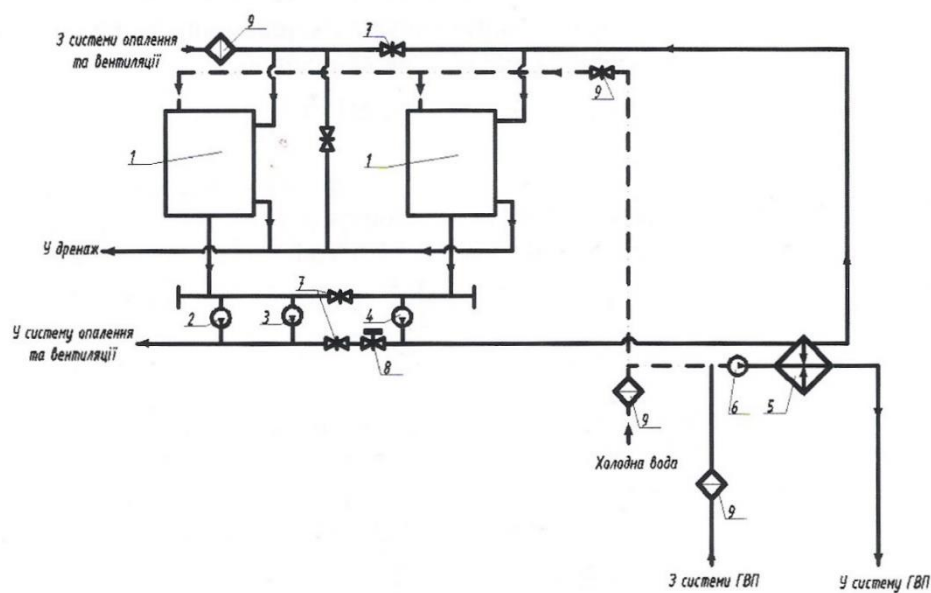 9
7
З системи опалення
та вентиляції
9
1
1
У дренаж
7
2
3
4
У систему опалення
та вентиляції
8
6
5
9
Холодна вода
9
З системи ГВП
У систему ГВП